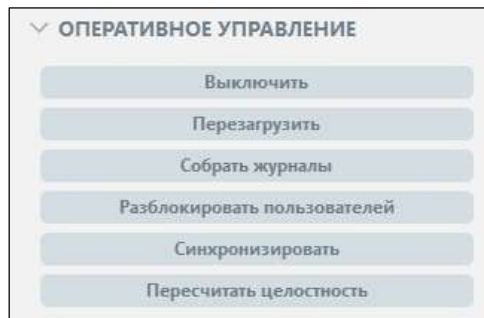 ОПЕРАТИВНОЕ УПРАВЛЕНИЕ
Выключить
Перезагрузить
Собрать журналы
Разблокировать пользователей
Синхронизировать
Пересчитать целостность